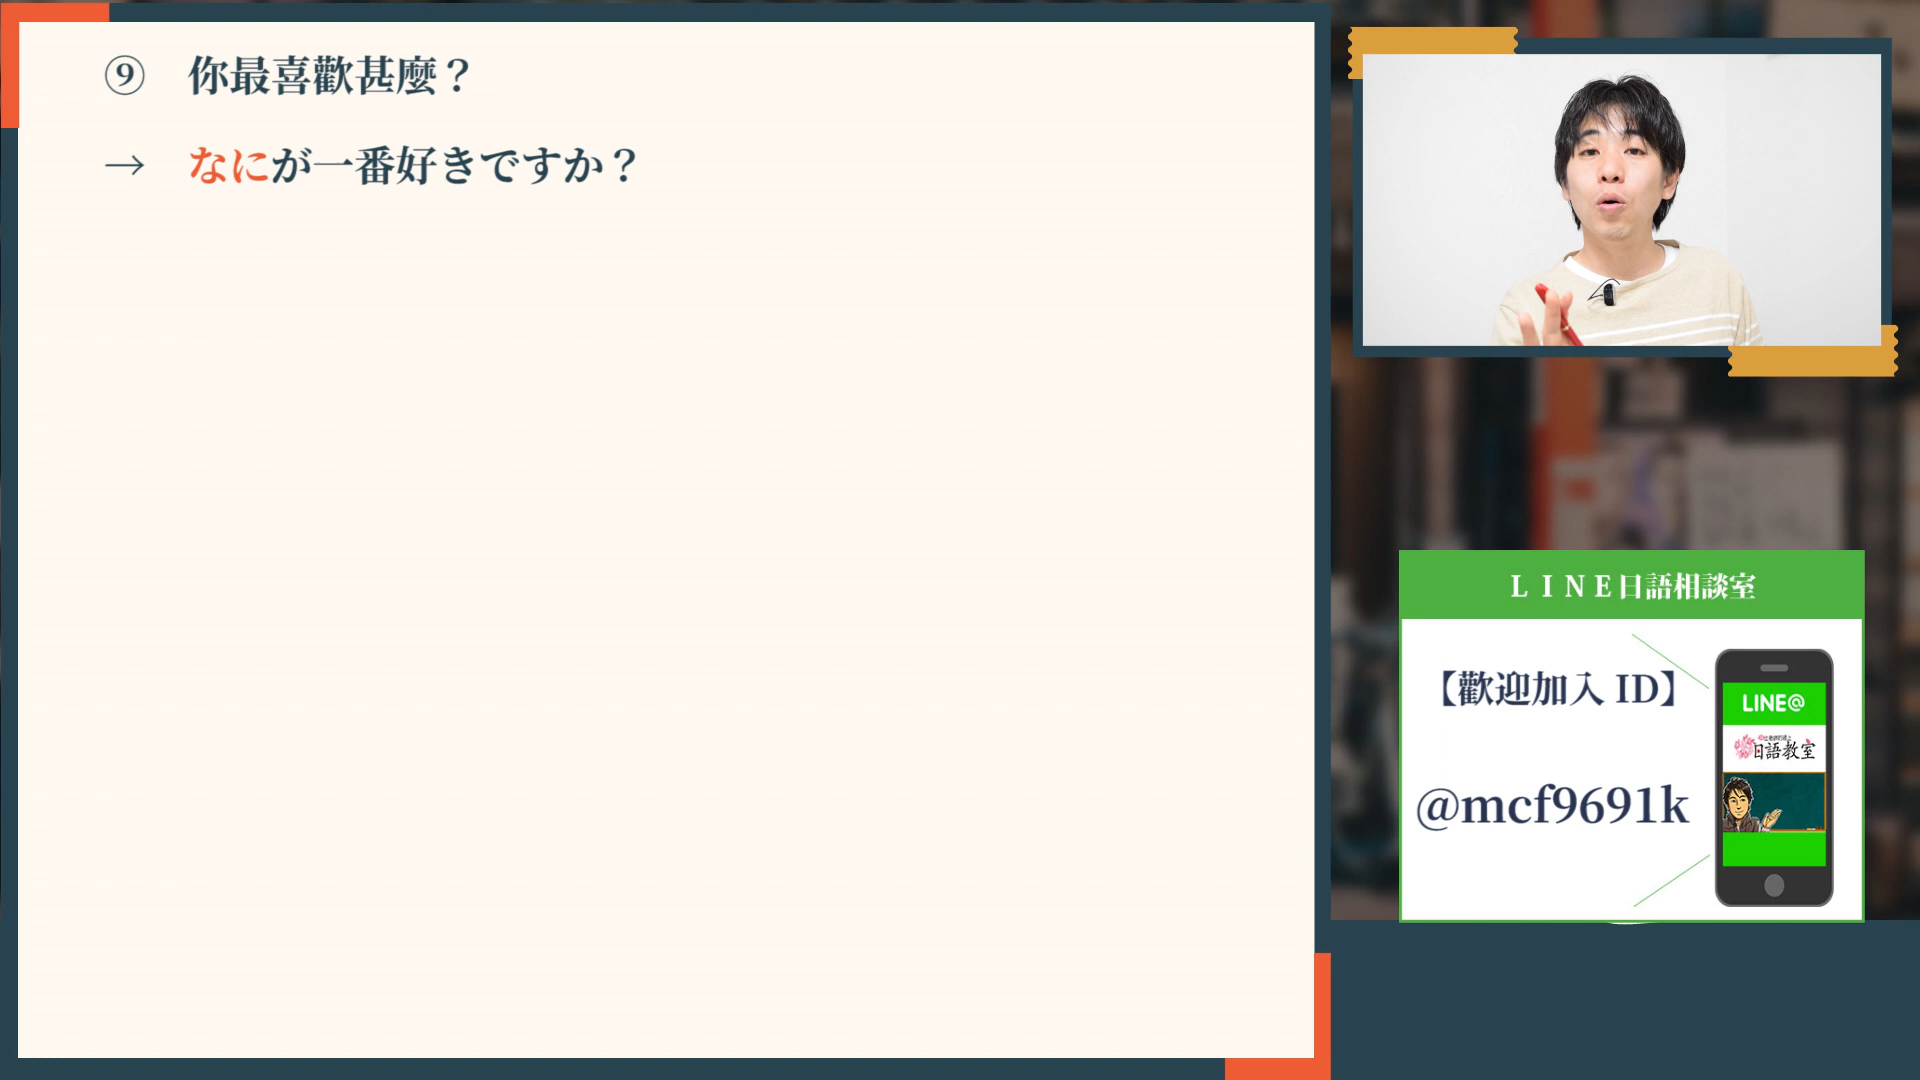 ⑨ 你最喜歡甚麼？
→ なにが一番好きですか？
ＬＩＮＥ日語相談室
【歡迎加入 ID】
@mcf9691k
LINE@
日語教室